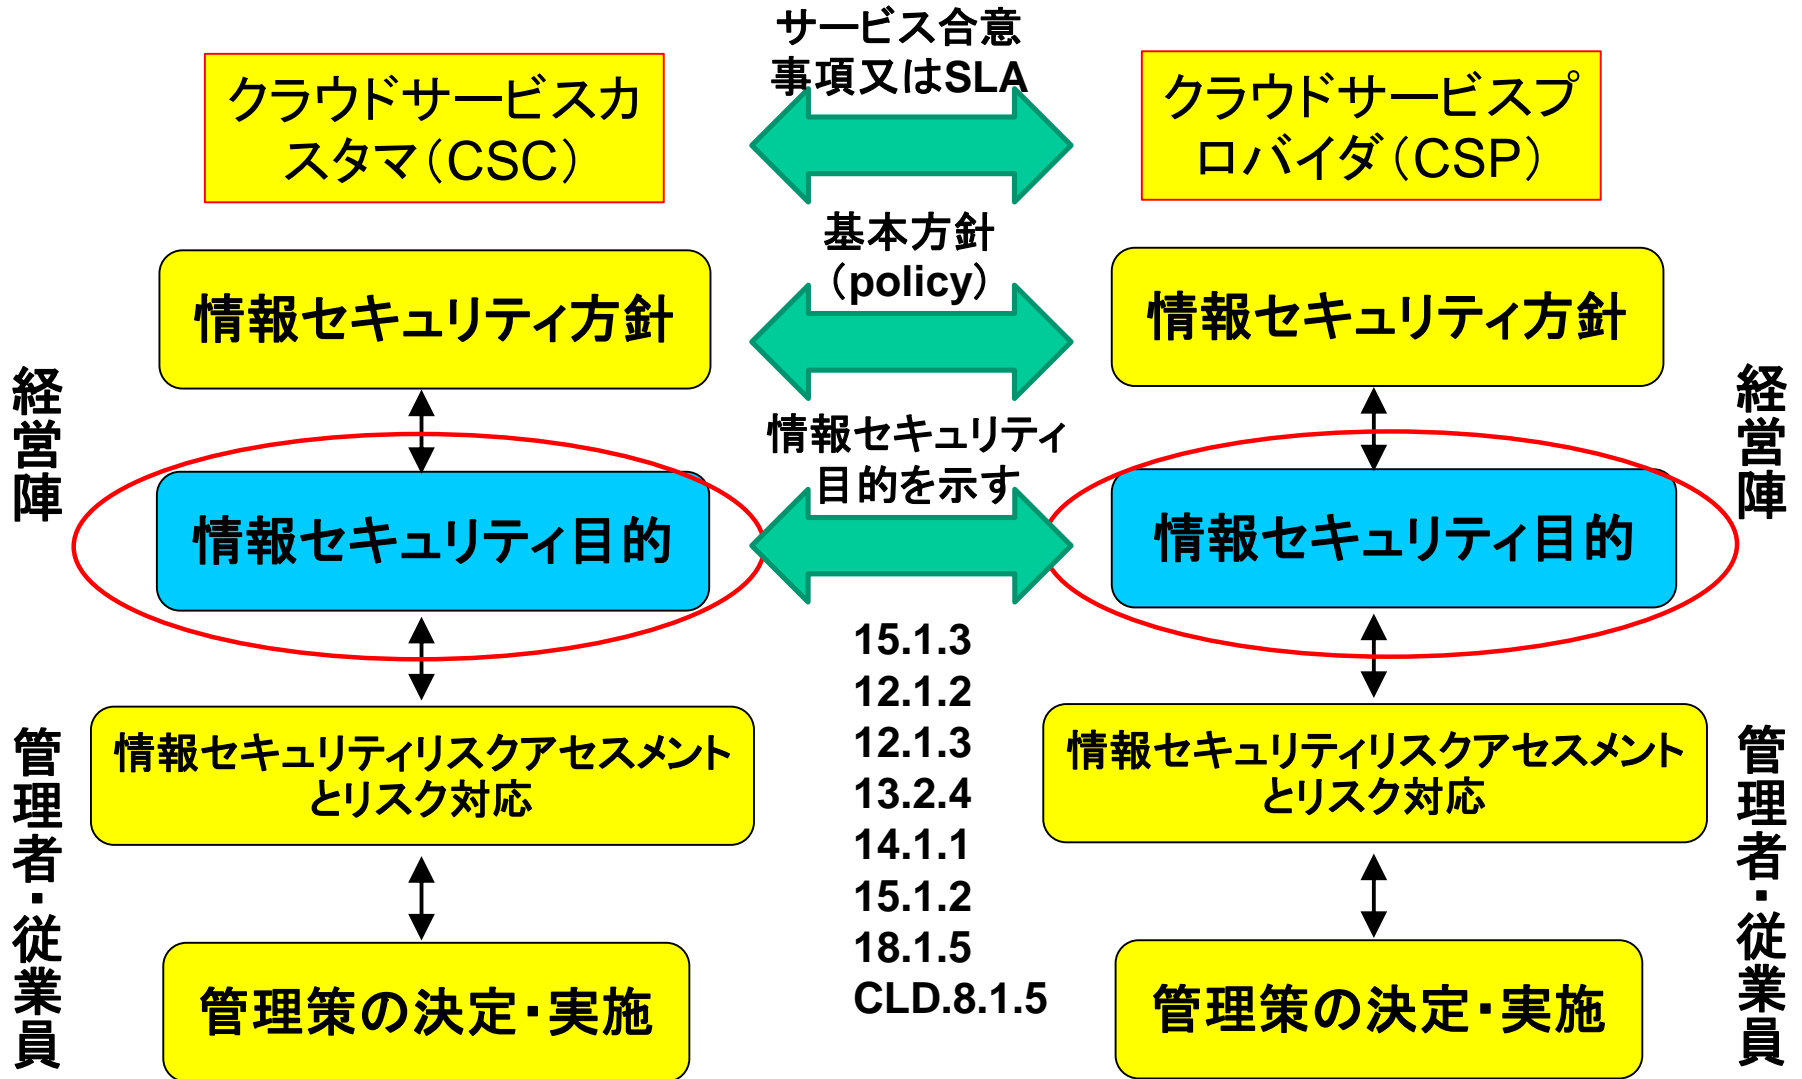 サービス合意
事項又はSLA
クラウドサービスカ
スタマ（CSC）
クラウドサービスプ
ロバイダ（CSP）
基本方針
（policy）
情報セキュリティ方針
情報セキュリティ方針
経営陣
経営陣
情報セキュリティ
目的を示す
情報セキュリティ目的
情報セキュリティ目的
15.1.3
12.1.2
12.1.3
13.2.4
14.1.1
15.1.2
18.1.5
CLD.8.1.5
管理者・従業員
管理者・従業員
情報セキュリティリスクアセスメント
とリスク対応
情報セキュリティリスクアセスメント
とリスク対応
管理策の決定・実施
管理策の決定・実施